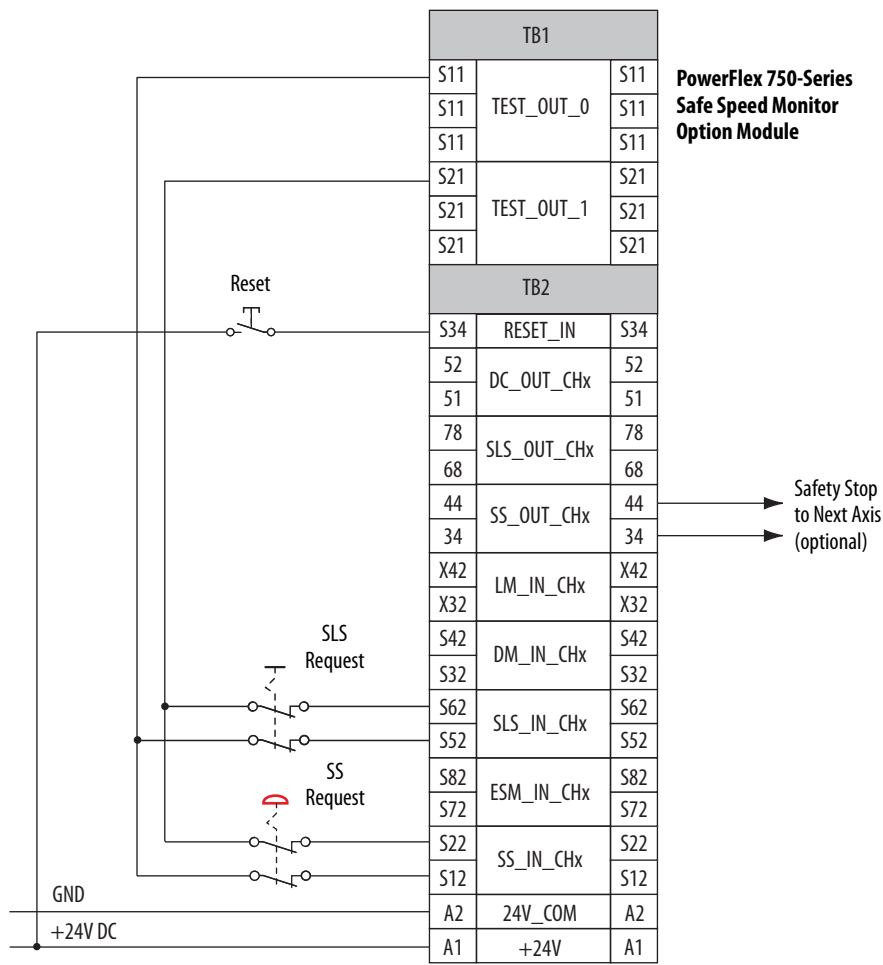 TB1
S11 S11
S11 TEST_OUT_0 S11
S11 S11
S21 S21
S21 TEST_OUT_1 S21
S21 S21
PowerFlex 750-Series
Safe Speed Monitor
Option Module
TB2
Reset
S34 RESET_IN S34
52 52
DC_OUT_CHx
51 51
78 78
SLS_OUT_CHx
68 68
44 44
SS_OUT_CHx
34 34
Safety Stop
to Next Axis
(optional)
X42 X42
LM_IN_CHx
X32 X32
S42 S42
DM_IN_CHx
S32 S32
SLS
Request
S62 S62
SLS_IN_CHx
S52 S52
SS
Request
S82 S82
ESM_IN_CHx
S72 S72
S22 S22
SS_IN_CHx
S12 S12
GND
A2 24V_COM A2
+24V DC
A1 +24V A1